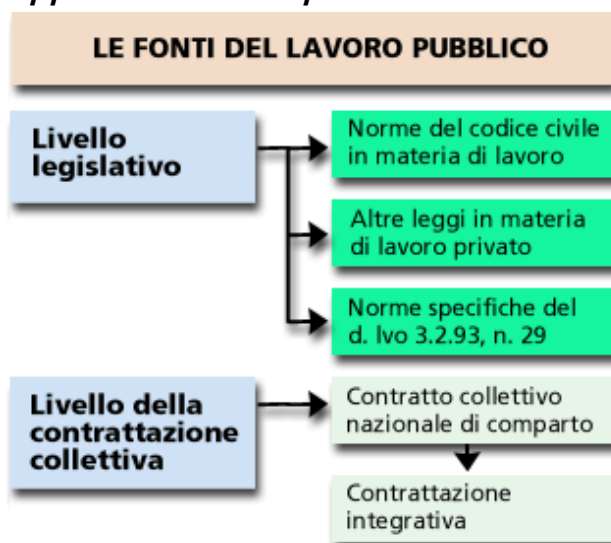 LE FONTI DEL LAVORO PUBBLICO
Livello
legislativo
Norme del codice civile
in materia di lavoro
Altre leggi in materia
di lavoro privato
Norme specifiche del
d. lvo 3.2.93, n. 29
Livello della
contrattazione
collettiva
Contratto collettivo
nazionale di comparto
Contrattazione
integrativa